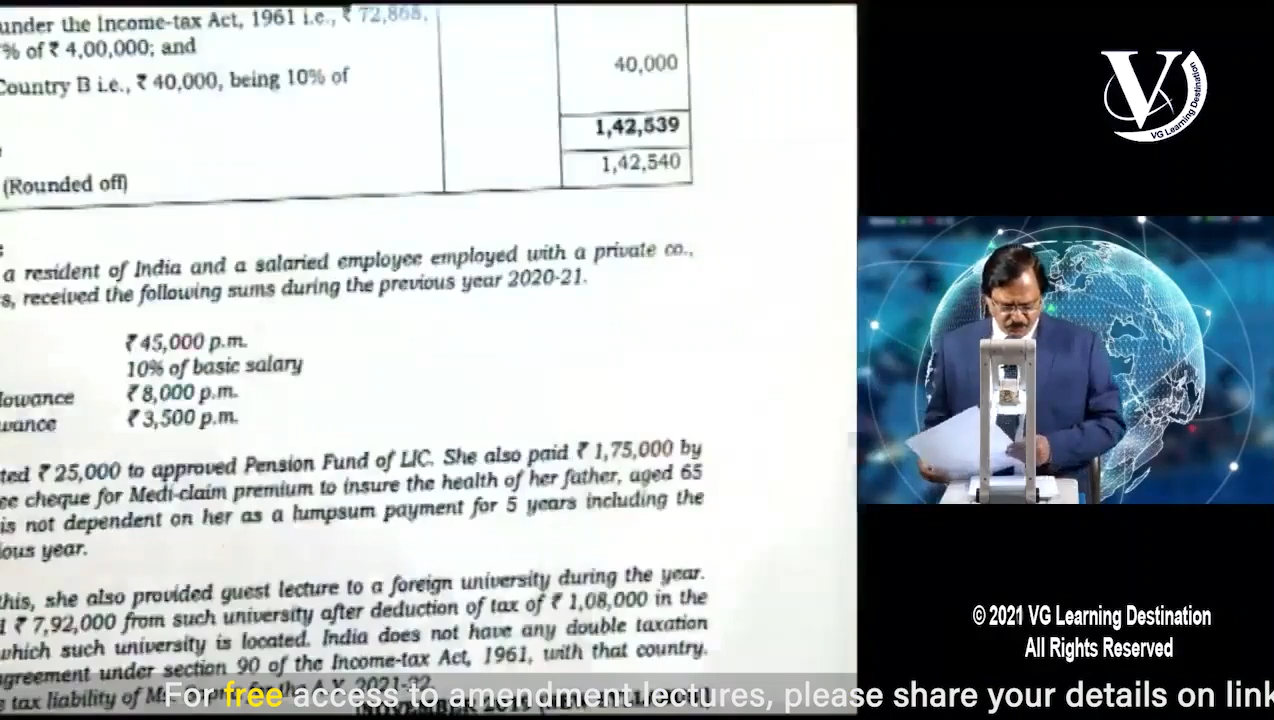 under the Income-tax Act, 1961 i.e., ₹ 72,868,
% of ₹ 4,00,000; and
Country B i.e., ₹ 40,000, being 10% of
40,000
1,42,539
1,42,540
(Rounded off)
a resident of India and a salaried employee employed with a private co.,
s, received the following sums during the previous year 2020-21.
₹ 45,000 p.m.
10% of basic salary
lowance ₹ 8,000 p.m.
wance ₹ 3,500 p.m.
ted ₹ 25,000 to approved Pension Fund of LIC. She also paid ₹ 1,75,000 by
ee cheque for Medi-claim premium to insure the health of her father, aged 65
is not dependent on her as a lumpsum payment for 5 years including the
ious year.
this, she also provided guest lecture to a foreign university during the year.
d ₹ 7,92,000 from such university after deduction of tax of ₹ 1,08,000 in the
which such university is located. India does not have any double taxation
agreement under section 90 of the Income-tax Act, 1961, with that country.
tax liability of
A.Y. 2021-22
V
VG Learning Destination
© 2021 VG Learning Destination
All Rights Reserved
For free access to amendment lectures, please share your details on link